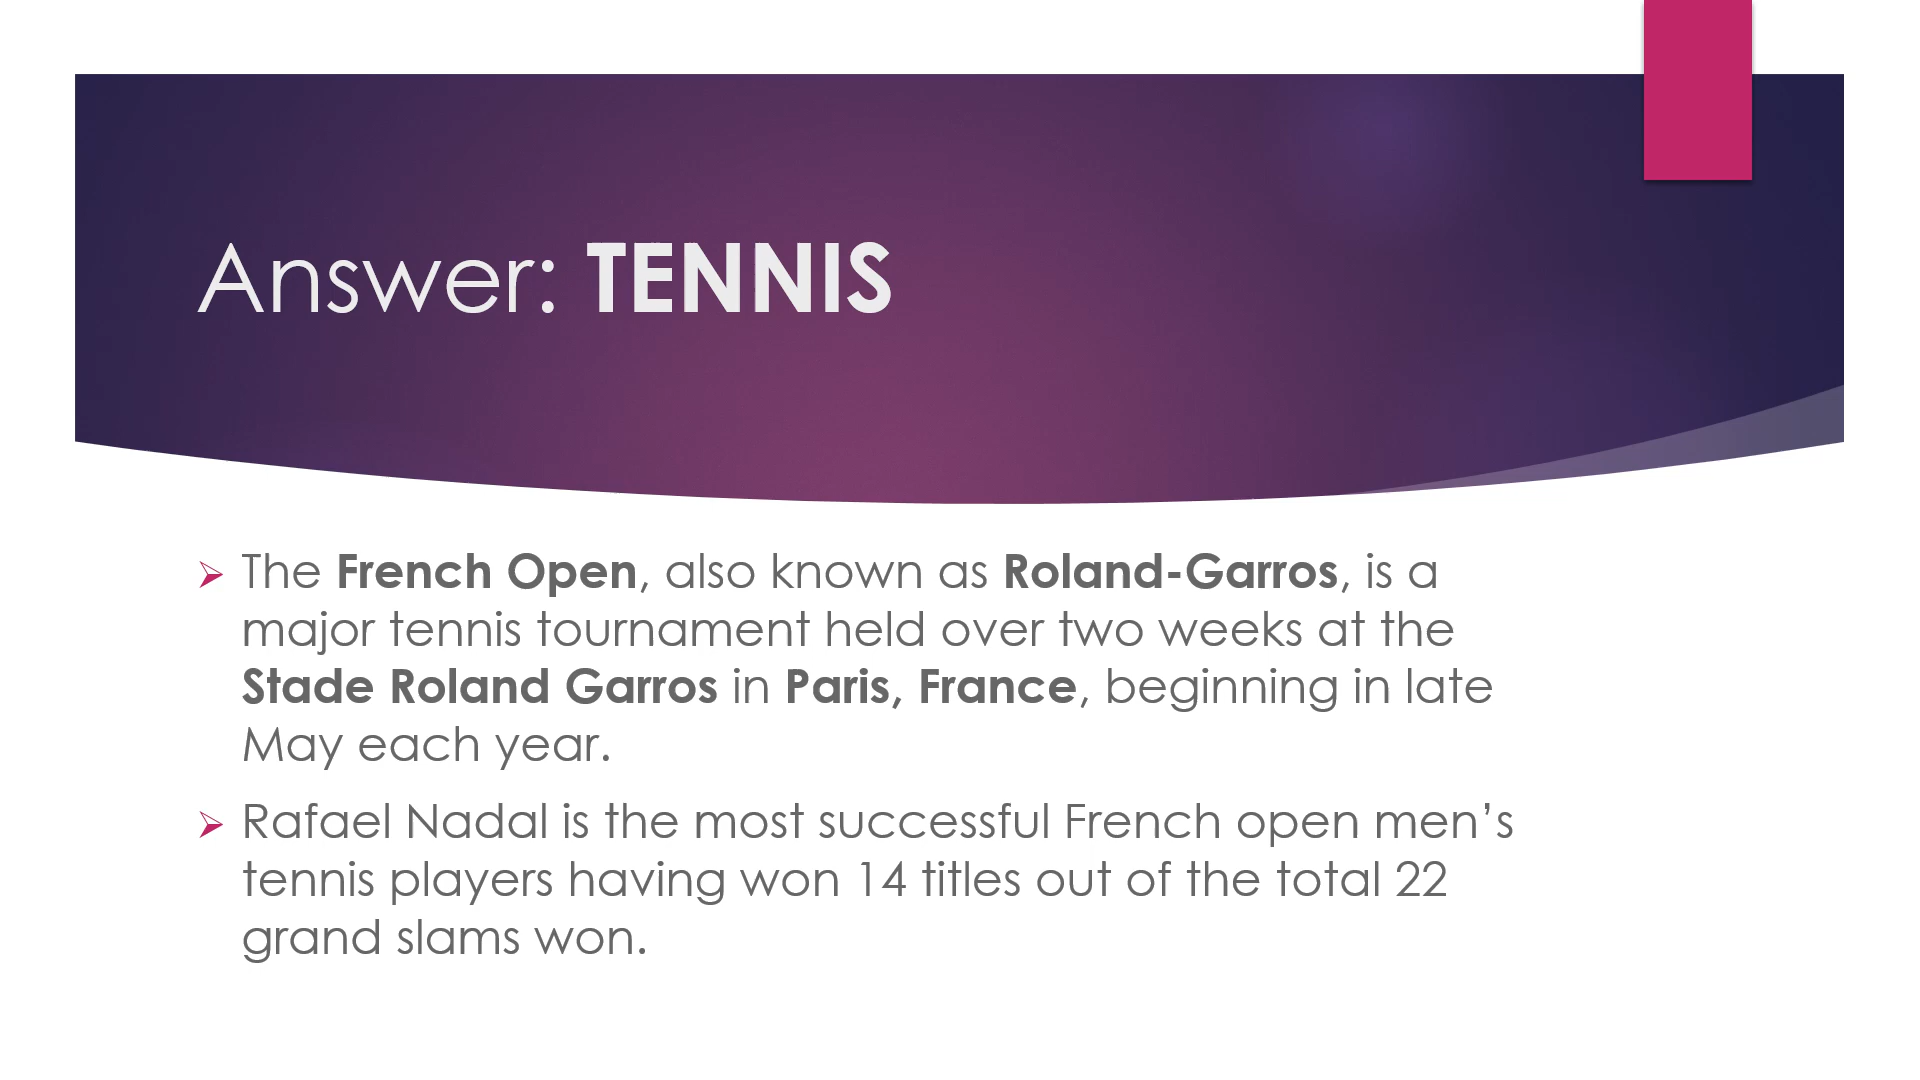 Answer: TENNIS
The French Open, also known as Roland-Garros, is a
major tennis tournament held over two weeks at the
Stade Roland Garros in Paris, France, beginning in late
May each year.
Rafael Nadal is the most successful French open men’s
tennis players having won 14 titles out of the total 22
grand slams won.